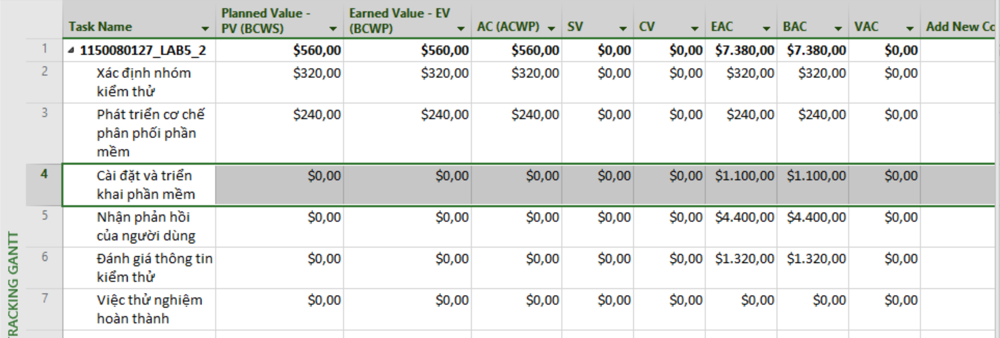 Task Name Planned Value - PV (BCWS) Earned Value - EV (BCWP) AC (ACWP) SV CV EAC BAC VAC Add New Co
1 1150080127_LAB5_2 $560,00 $560,00 $560,00 $0,00 $0,00 $7.380,00 $7.380,00 $0,00
2 Xác định nhóm $320,00 $320,00 $320,00 $0,00 $0,00 $320,00 $320,00 $0,00
kiểm thử
3 Phát triển cơ chế $240,00 $240,00 $240,00 $0,00 $0,00 $240,00 $240,00 $0,00
phân phối phần
mềm
4 Cài đặt và triển $0,00 $0,00 $0,00 $0,00 $0,00 $1.100,00 $1.100,00 $0,00
khai phần mềm
5 Nhận phản hồi $0,00 $0,00 $0,00 $0,00 $0,00 $4.400,00 $4.400,00 $0,00
của người dùng
6 Đánh giá thông tin $0,00 $0,00 $0,00 $0,00 $0,00 $1.320,00 $1.320,00 $0,00
kiểm thử
7 Việc thử nghiệm $0,00 $0,00 $0,00 $0,00 $0,00 $0,00 $0,00 $0,00
hoàn thành
TRACKING GANTT